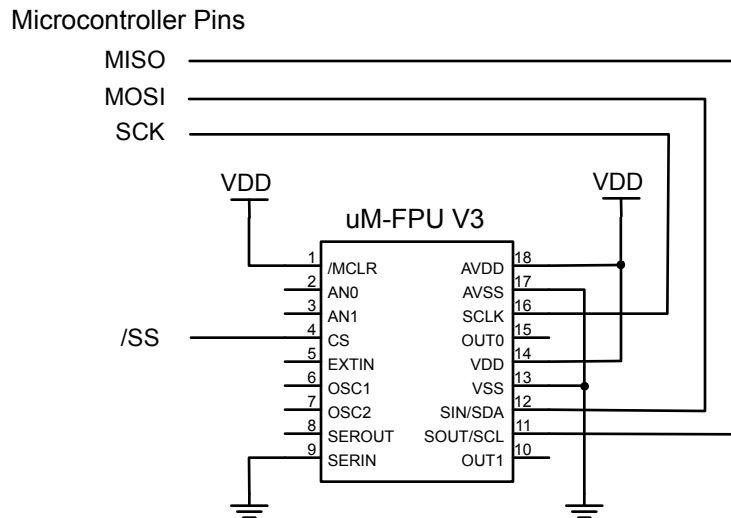 Microcontroller Pins
MISO
MOSI
SCK
VDD
VDD
uM-FPU V3
1 /MCLR AVDD 18
2 AN0 AVSS 17
3 AN1 SCLK 16
/SS 4 CS OUT0 15
5 EXTIN VDD 14
6 OSC1 VSS 13
7 OSC2 SIN/SDA 12
8 SEROUT SOUT/SCL 11
9 SERIN OUT1 10